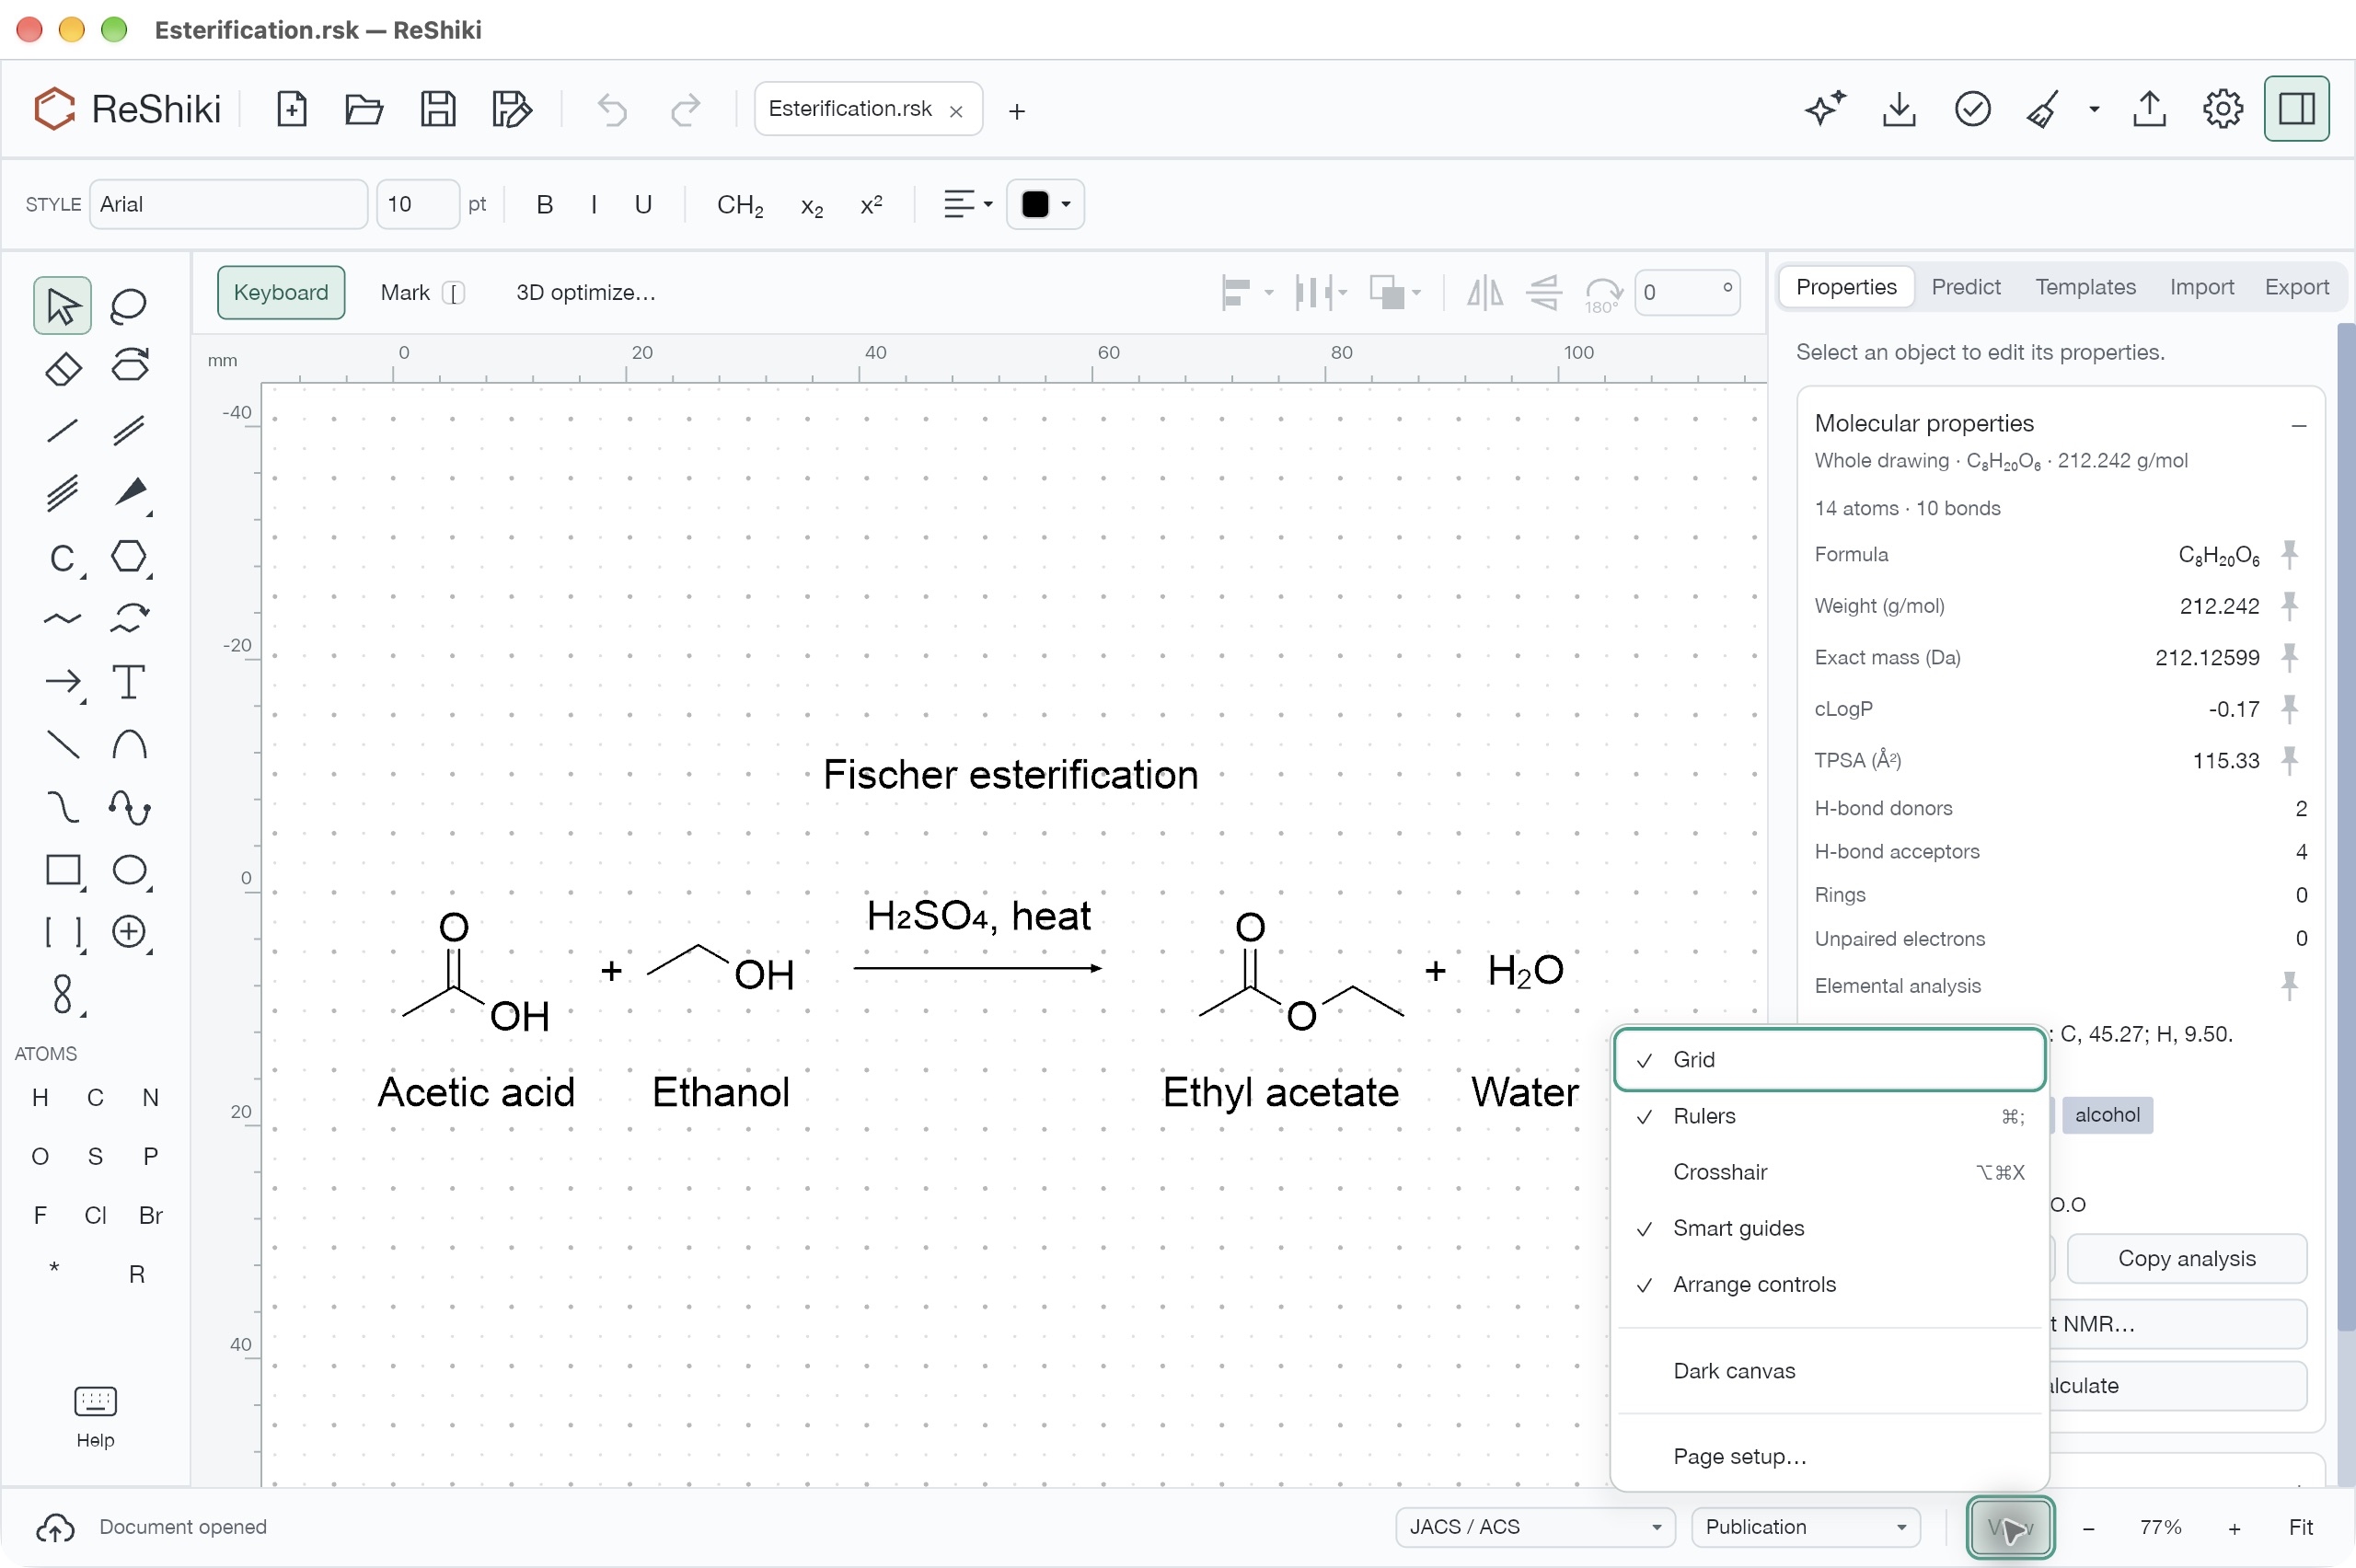 Esterification.rsk — ReShiki
ReShiki
Esterification.rsk
STYLE Arial 10 pt B I U CH₂ x₂ x²
Keyboard Mark [ 3D optimize… 180° 0 °
Properties Predict Templates Import Export
mm 0 20 40 60 80 100
-40
-20
0
20
40
Fischer esterification
H₂SO₄, heat
O
OH
+
OH
O
O
+
H₂O
Acetic acid Ethanol Ethyl acetate Water
C
T
[ ]
ATOMS
H C N
O S P
F Cl Br
* R
Help
Select an object to edit its properties.
Molecular properties
Whole drawing · C₈H₂₀O₆ · 212.242 g/mol
14 atoms · 10 bonds
Formula C₈H₂₀O₆
Weight (g/mol) 212.242
Exact mass (Da) 212.12599
cLogP -0.17
TPSA (Å²) 115.33
H-bond donors 2
H-bond acceptors 4
Rings 0
Unpaired electrons 0
Elemental analysis
: C, 45.27; H, 9.50.
alcohol
O.O
Copy analysis
t NMR…
alculate
Grid
Rulers ⌘;
Crosshair ⌥⌘X
Smart guides
Arrange controls
Dark canvas
Page setup…
Document opened JACS / ACS Publication − 77% + Fit